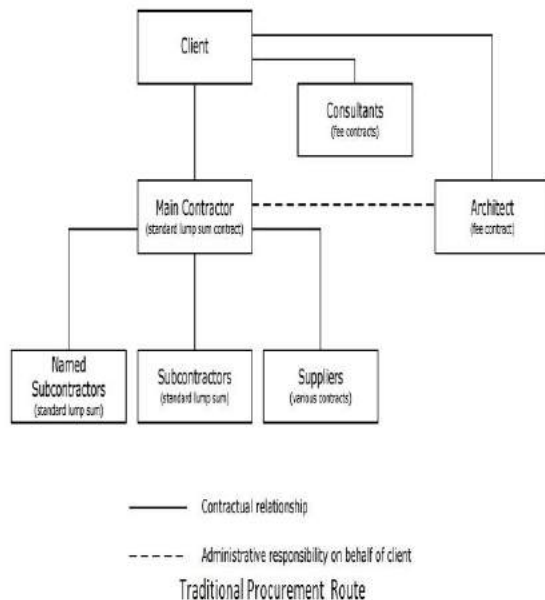 Client
Consultants
(fee contracts)
Main Contractor
(standard lump sum contract)
Architect
(fee contract)
Named
Subcontractors
(standard lump sum)
Subcontractors
(standard lump sum)
Suppliers
(various contracts)
Contractual relationship
Administrative responsibility on behalf of client
Traditional Procurement Route